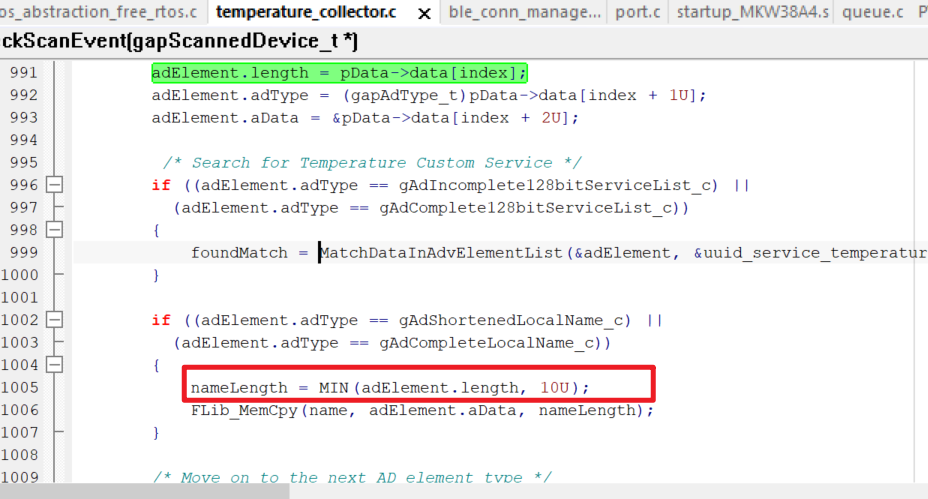 os_abstraction_free_rtos.c temperature_collector.c x ble_conn_manage... port.c startup_MKW38A4.s queue.c
ckScanEvent(gapScannedDevice_t *)
991 adElement.length = pData->data[index];
992 adElement.adType = (gapAdType_t)pData->data[index + 1U];
993 adElement.aData = &pData->data[index + 2U];
994
995 /* Search for Temperature Custom Service */
996 if ((adElement.adType == gAdIncomplete128bitServiceList_c) ||
997 (adElement.adType == gAdComplete128bitServiceList_c))
998 {
999 foundMatch = MatchDataInAdvElementList(&adElement, &uuid_service_temperatur
1000 }
1001
1002 if ((adElement.adType == gAdShortenedLocalName_c) ||
1003 (adElement.adType == gAdCompleteLocalName_c))
1004 {
1005 nameLength = MIN(adElement.length, 10U);
1006 FLib_MemCpy(name, adElement.aData, nameLength);
1007 }
1008
1009 /* Move on to the next AD element type */